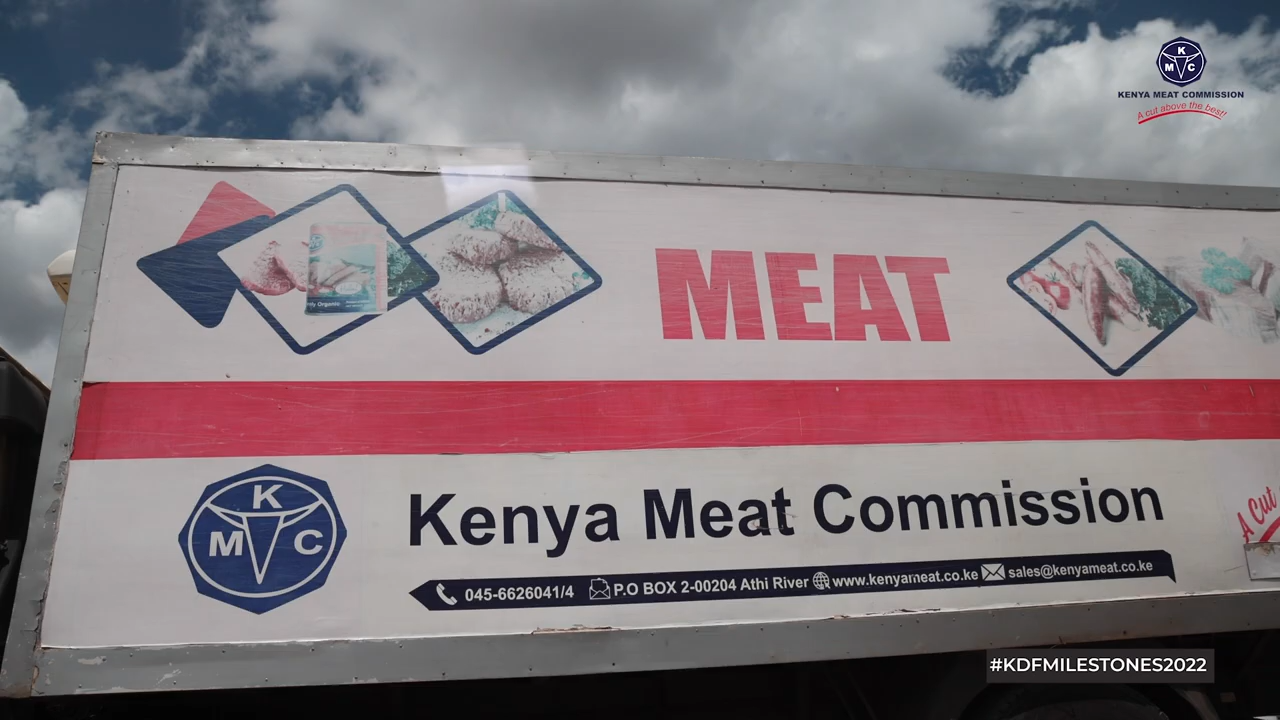 K
M C
KENYA MEAT COMMISSION
A cut above the best!!
MEAT
K
M C
Kenya Meat Commission
045-6626041/4 P.O BOX 2-00204 Athi River www.kenyameat.co.ke sales@kenyameat.co.ke
A Cut
#KDFMILESTONES2022